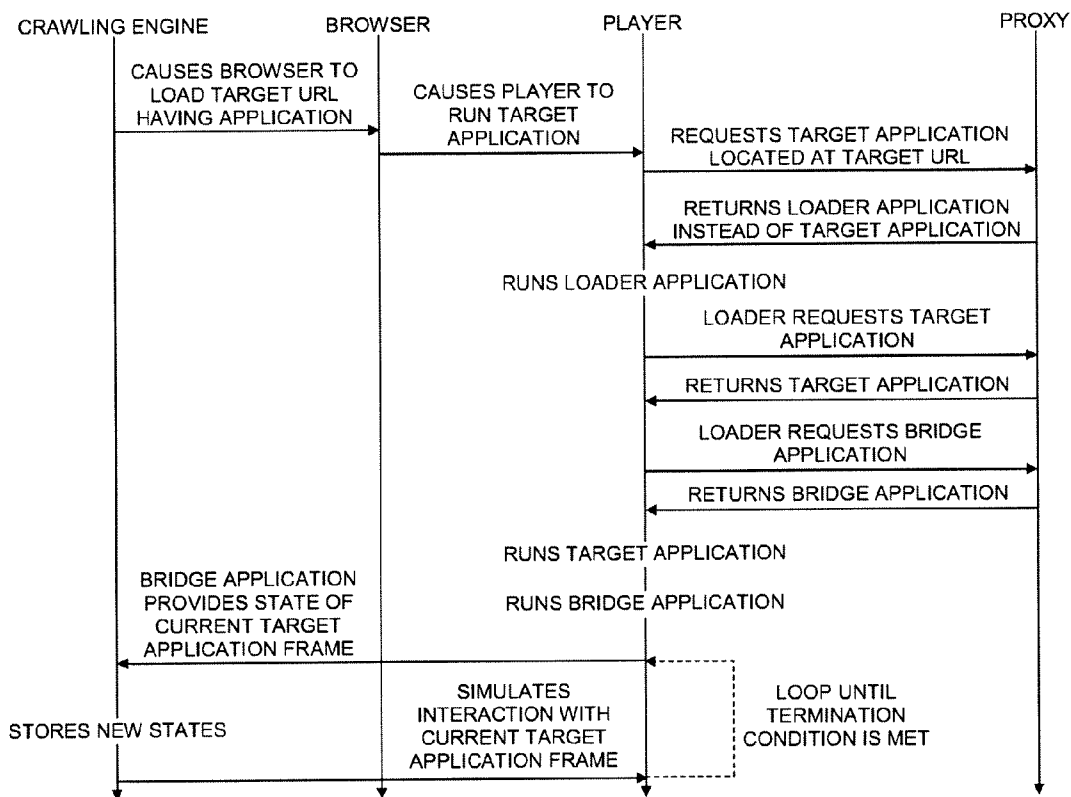 CRAWLING ENGINE
BROWSER
PLAYER
PROXY
CAUSES BROWSER TO
LOAD TARGET URL
HAVING APPLICATION
CAUSES PLAYER TO
RUN TARGET
APPLICATION
REQUESTS TARGET APPLICATION
LOCATED AT TARGET URL
RETURNS LOADER APPLICATION
INSTEAD OF TARGET APPLICATION
RUNS LOADER APPLICATION
LOADER REQUESTS TARGET
APPLICATION
RETURNS TARGET APPLICATION
LOADER REQUESTS BRIDGE
APPLICATION
RETURNS BRIDGE APPLICATION
RUNS TARGET APPLICATION
RUNS BRIDGE APPLICATION
BRIDGE APPLICATION
PROVIDES STATE OF
CURRENT TARGET
APPLICATION FRAME
STORES NEW STATES
SIMULATES
INTERACTION WITH
CURRENT TARGET
APPLICATION FRAME
LOOP UNTIL
TERMINATION
CONDITION IS MET